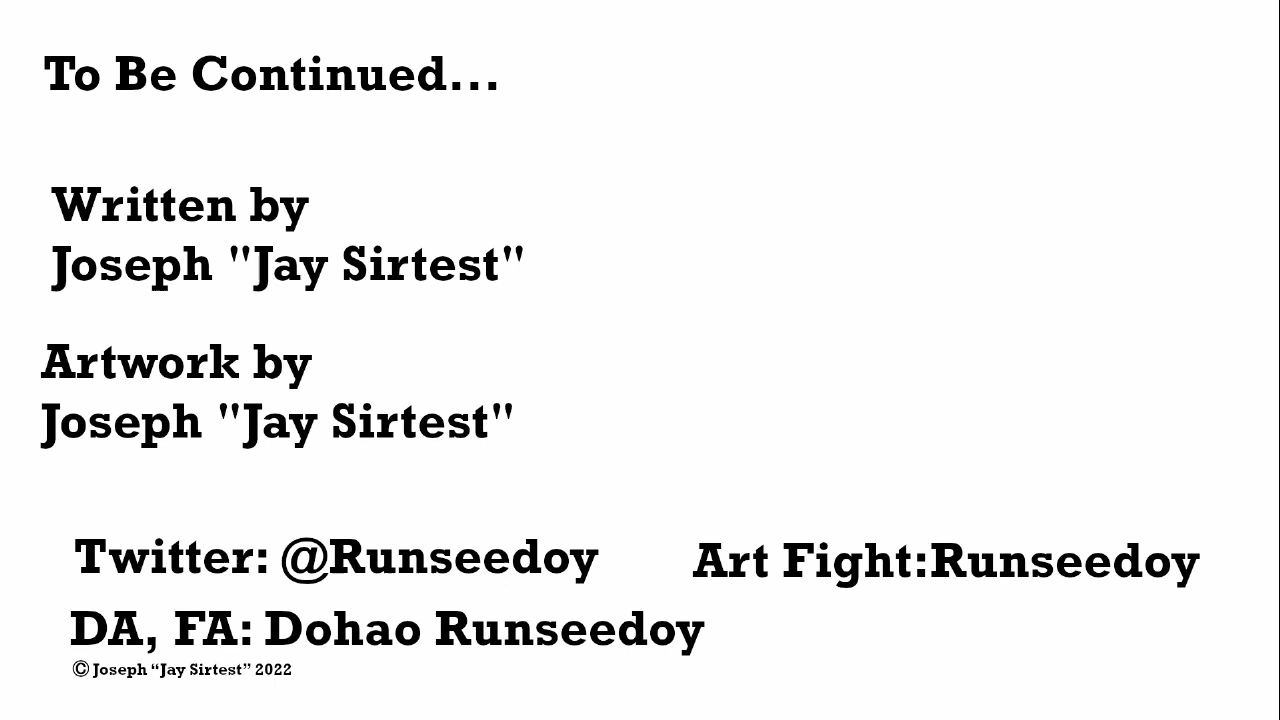 To Be Continued...
Written by
Joseph "Jay Sirtest"
Artwork by
Joseph "Jay Sirtest"
Twitter: @Runseedoy
Art Fight:Runseedoy
DA, FA: Dohao Runseedoy
© Joseph “Jay Sirtest” 2022